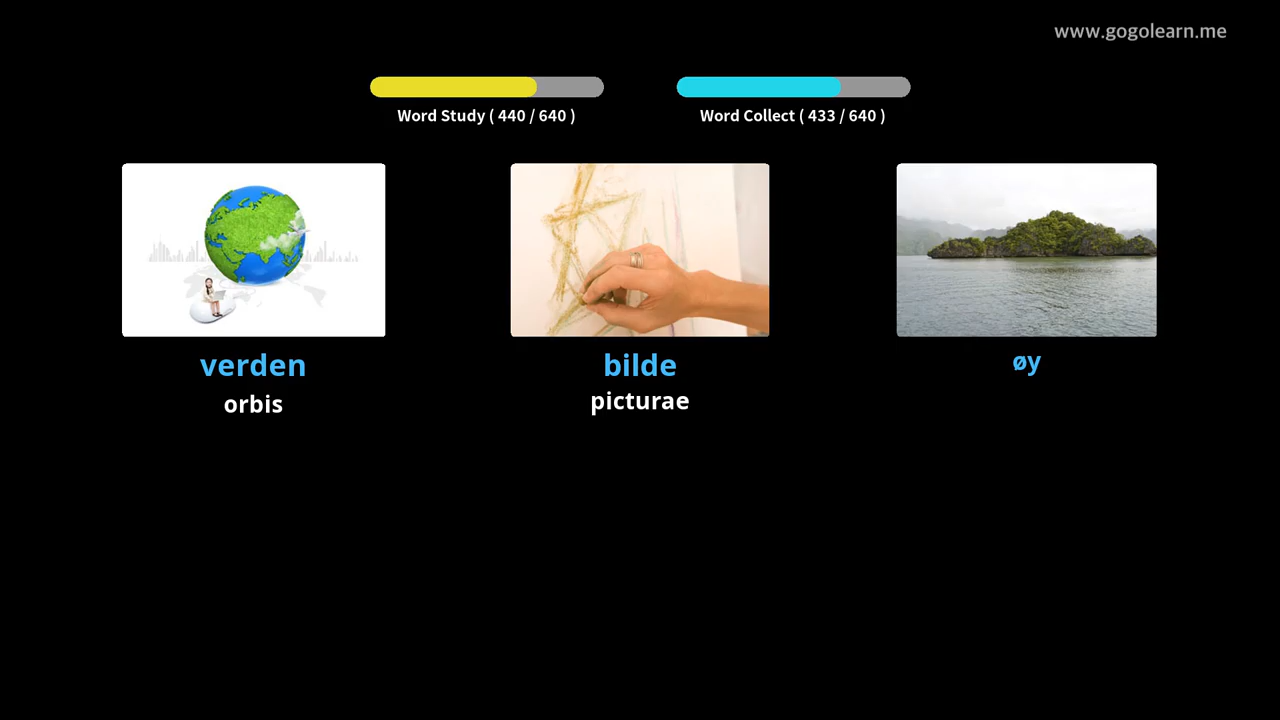 www.gogolearn.me
Word Study ( 440 / 640 )
Word Collect ( 433 / 640 )
verden
orbis
bilde
picturae
øy